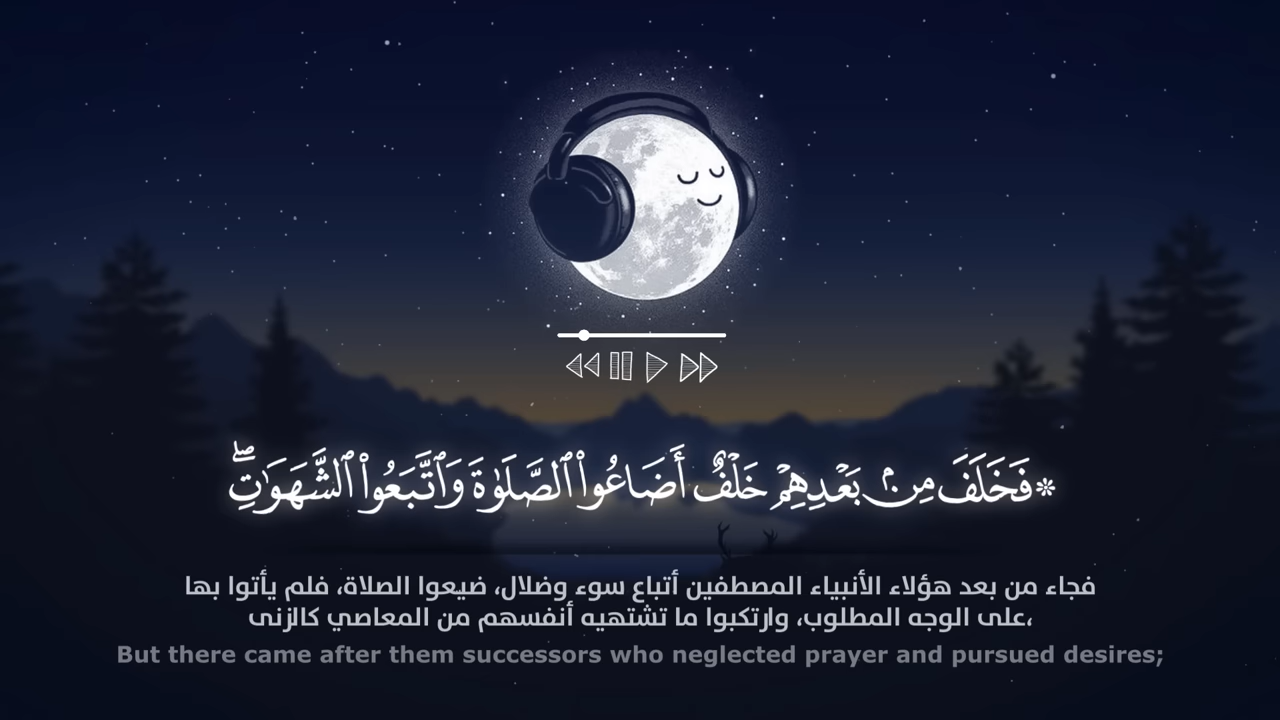 ۞فَخَلَفَ مِنۢ بَعۡدِهِمۡ خَلۡفٌ أَضَاعُواْ ٱلصَّلَوٰةَ وَٱتَّبَعُواْ ٱلشَّهَوَٰتِۖ
فجاء من بعد هؤلاء الأنبياء المصطفين أتباع سوء وضلال، ضيعوا الصلاة، فلم يأتوا بها
على الوجه المطلوب، وارتكبوا ما تشتهيه أنفسهم من المعاصي كالزنى،
But there came after them successors who neglected prayer and pursued desires;